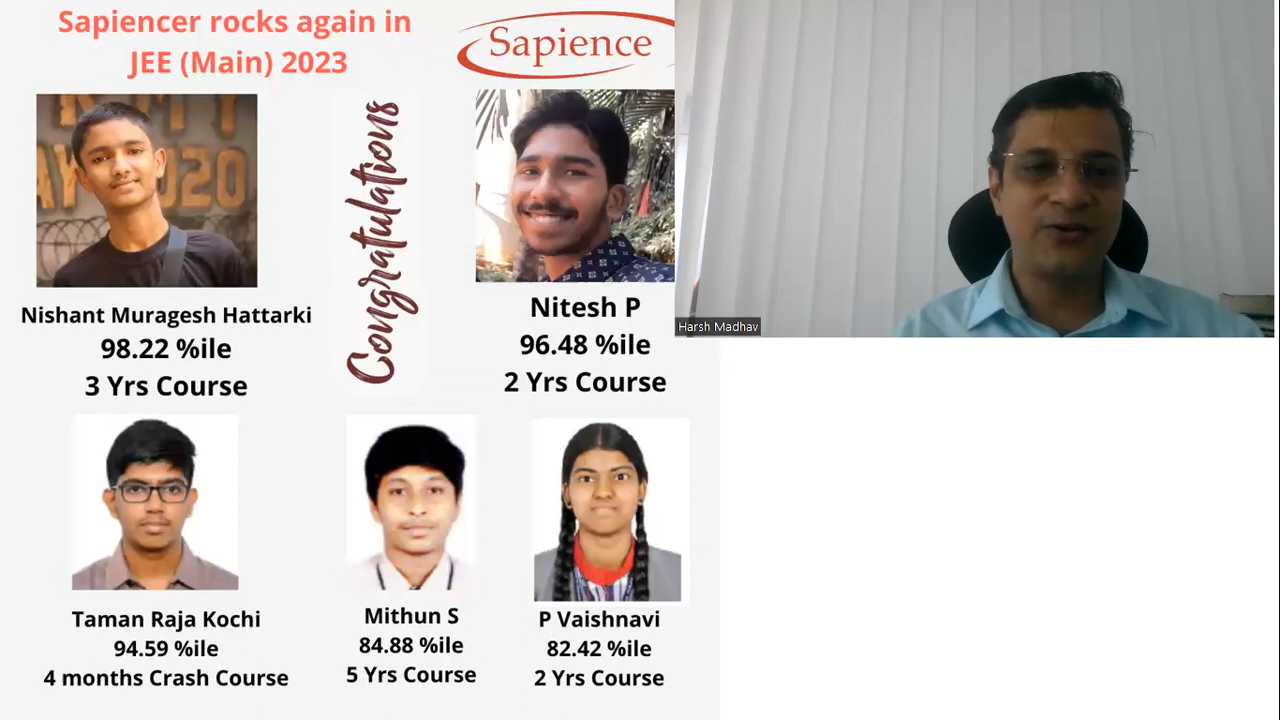 Sapiencer rocks again in
JEE (Main) 2023
Sapience
Congratulations
Nishant Muragesh Hattarki
98.22 %ile
3 Yrs Course
Nitesh P
96.48 %ile
2 Yrs Course
Harsh Madhav
Taman Raja Kochi
94.59 %ile
4 months Crash Course
Mithun S
84.88 %ile
5 Yrs Course
P Vaishnavi
82.42 %ile
2 Yrs Course